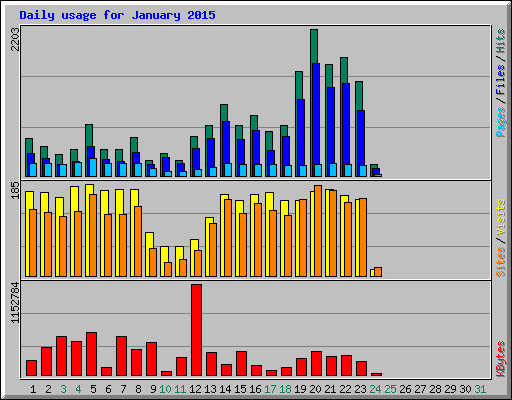 Daily usage for January 2015
2203
Pages / Files / Hits
185
Sites / Visits
1152784
KBytes
1 2 3 4 5 6 7 8 9 10 11 12 13 14 15 16 17 18 19 20 21 22 23 24 25 26 27 28 29 30 31